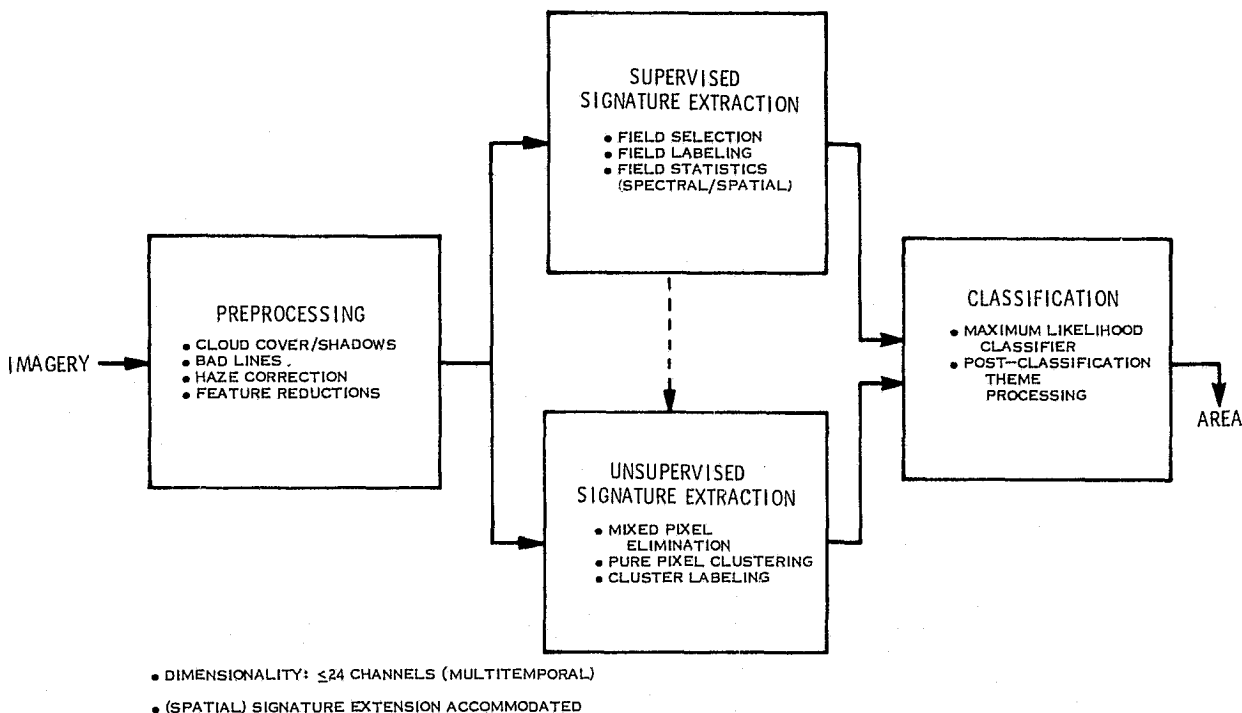 IMAGERY
PREPROCESSING
• CLOUD COVER/SHADOWS
• BAD LINES.
• HAZE CORRECTION
• FEATURE REDUCTIONS
SUPERVISED
SIGNATURE EXTRACTION
• FIELD SELECTION
• FIELD LABELING
• FIELD STATISTICS
(SPECTRAL/SPATIAL)
UNSUPERVISED
SIGNATURE EXTRACTION
• MIXED PIXEL
ELIMINATION
• PURE PIXEL CLUSTERING
• CLUSTER LABELING
CLASSIFICATION
• MAXIMUM LIKELIHOOD
CLASSIFIER
• POST-CLASSIFICATION
THEME
PROCESSING
AREA
• DIMENSIONALITY: ≤24 CHANNELS (MULTITEMPORAL)
• (SPATIAL) SIGNATURE EXTENSION ACCOMMODATED